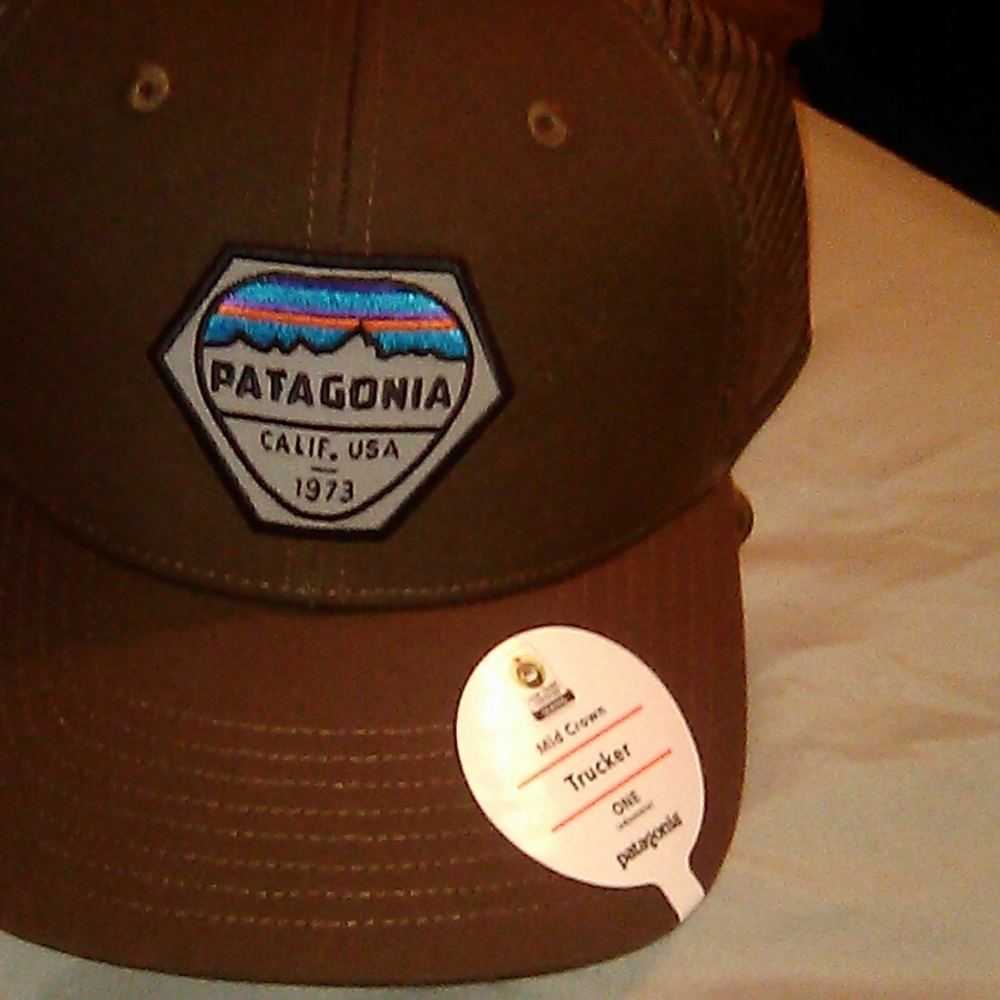 PATAGONIA
CALIF. USA
1973
Mid Crown
Trucker
ONE
patagonia